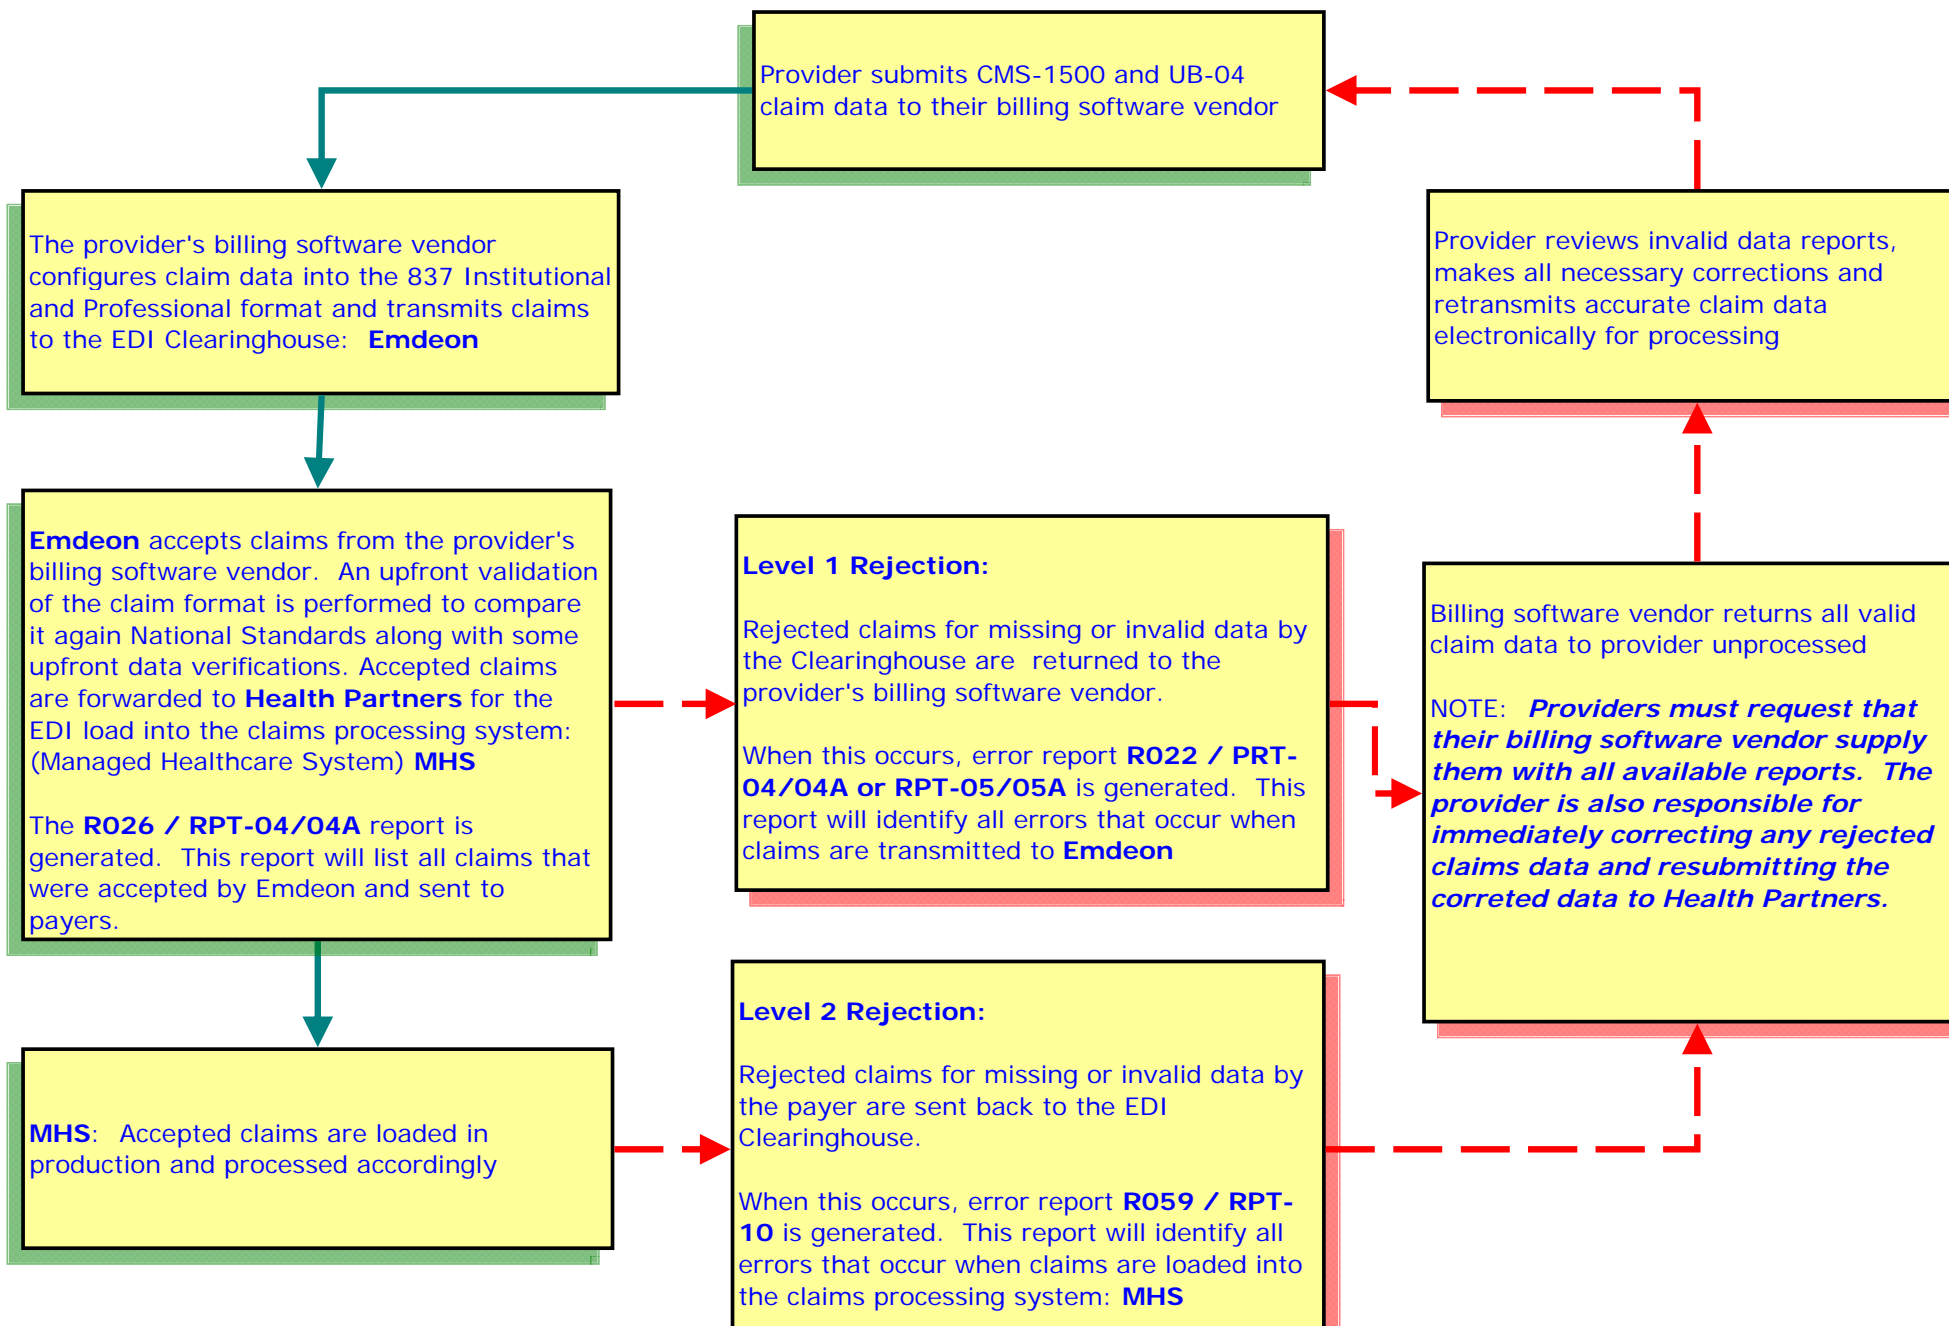 Provider submits CMS-1500 and UB-04
claim data to their billing software vendor
The provider's billing software vendor
configures claim data into the 837 Institutional
and Professional format and transmits claims
to the EDI Clearinghouse: Emdeon
Emdeon accepts claims from the provider's
billing software vendor. An upfront validation
of the claim format is performed to compare
it again National Standards along with some
upfront data verifications. Accepted claims
are forwarded to Health Partners for the
EDI load into the claims processing system:
(Managed Healthcare System) MHS
The R026 / RPT-04/04A report is
generated. This report will list all claims that
were accepted by Emdeon and sent to
payers.
MHS: Accepted claims are loaded in
production and processed accordingly
Level 1 Rejection:
Rejected claims for missing or invalid data by
the Clearinghouse are returned to the
provider's billing software vendor.
When this occurs, error report R022 / PRT-
04/04A or RPT-05/05A is generated. This
report will identify all errors that occur when
claims are transmitted to Emdeon
Level 2 Rejection:
Rejected claims for missing or invalid data by
the payer are sent back to the EDI
Clearinghouse.
When this occurs, error report R059 / RPT-
10 is generated. This report will identify all
errors that occur when claims are loaded into
the claims processing system: MHS
Billing software vendor returns all valid
claim data to provider unprocessed
NOTE: Providers must request that
their billing software vendor supply
them with all available reports. The
provider is also responsible for
immediately correcting any rejected
claims data and resubmitting the
correted data to Health Partners.
Provider reviews invalid data reports,
makes all necessary corrections and
retransmits accurate claim data
electronically for processing